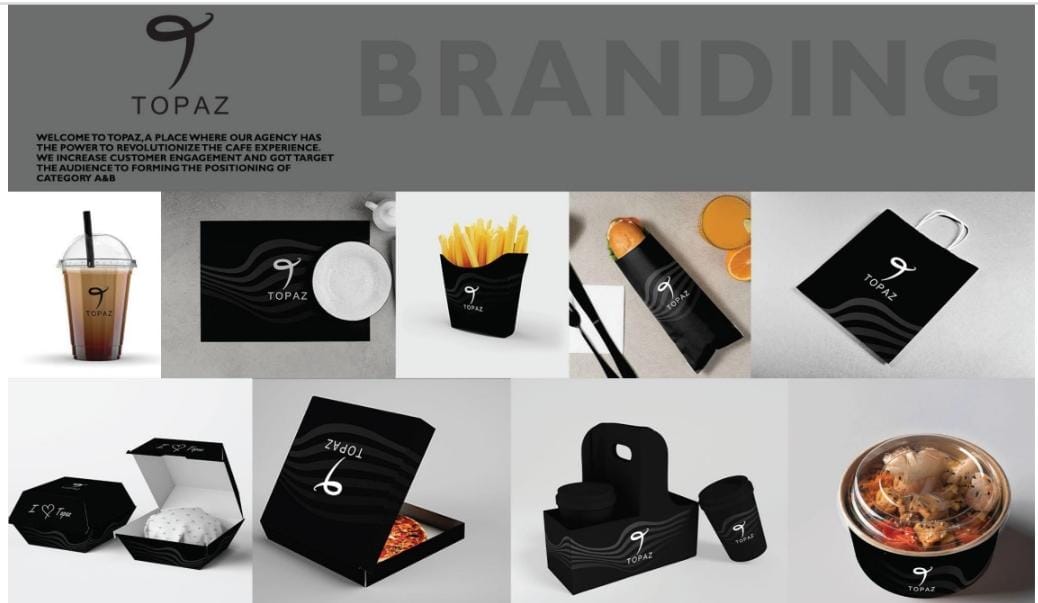 TOPAZ
BRANDING
WELCOME TO TOPAZ, A PLACE WHERE OUR AGENCY HAS
THE POWER TO REVOLUTIONIZE THE CAFE EXPERIENCE.
WE INCREASE CUSTOMER ENGAGEMENT AND GOT TARGET
THE AUDIENCE TO FORMING THE POSITIONING OF
CATEGORY A&B
TOPAZ
TOPAZ
TOPAZ
TOPAZ
TOPAZ
I ♡ Topaz
I ♡ Topaz
TOPAZ
TOPAZ
TOPAZ
TOPAZ